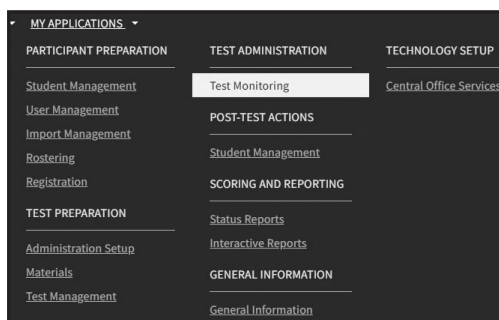 MY APPLICATIONS
PARTICIPANT PREPARATION
Student Management
User Management
Import Management
Rostering
Registration
TEST PREPARATION
Administration Setup
Materials
Test Management
TEST ADMINISTRATION
Test Monitoring
POST-TEST ACTIONS
Student Management
SCORING AND REPORTING
Status Reports
Interactive Reports
GENERAL INFORMATION
General Information
TECHNOLOGY SETUP
Central Office Services